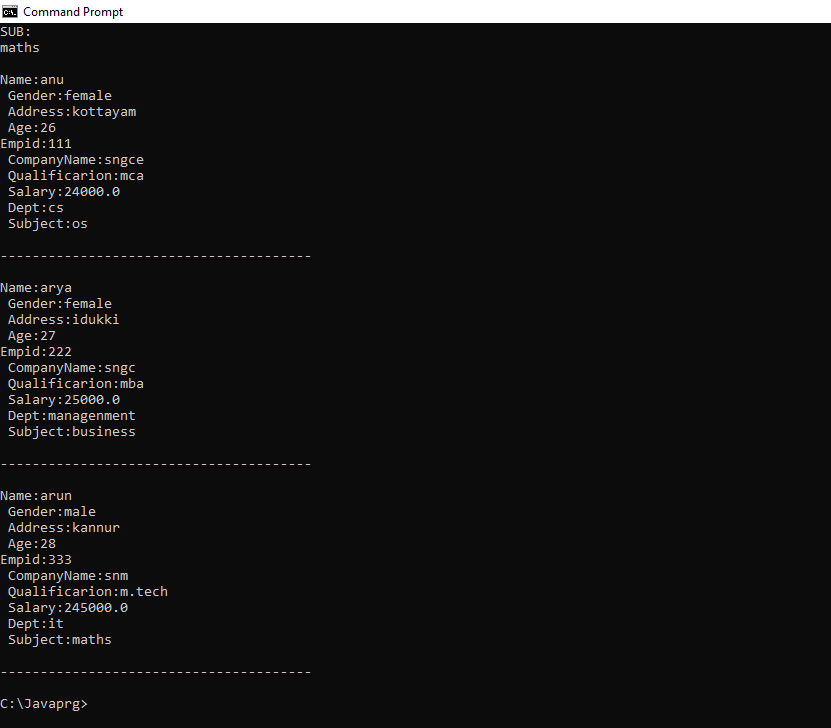 Command Prompt
SUB:
maths
Name:anu
Gender:female
Address:kottayam
Age:26
Empid:111
CompanyName:sngce
Qualificarion:mca
Salary:24000.0
Dept:cs
Subject:os
---------------------------------------
Name:arya
Gender:female
Address:idukki
Age:27
Empid:222
CompanyName:sngc
Qualificarion:mba
Salary:25000.0
Dept:managenment
Subject:business
---------------------------------------
Name:arun
Gender:male
Address:kannur
Age:28
Empid:333
CompanyName:snm
Qualificarion:m.tech
Salary:245000.0
Dept:it
Subject:maths
---------------------------------------
C:\Javaprg>